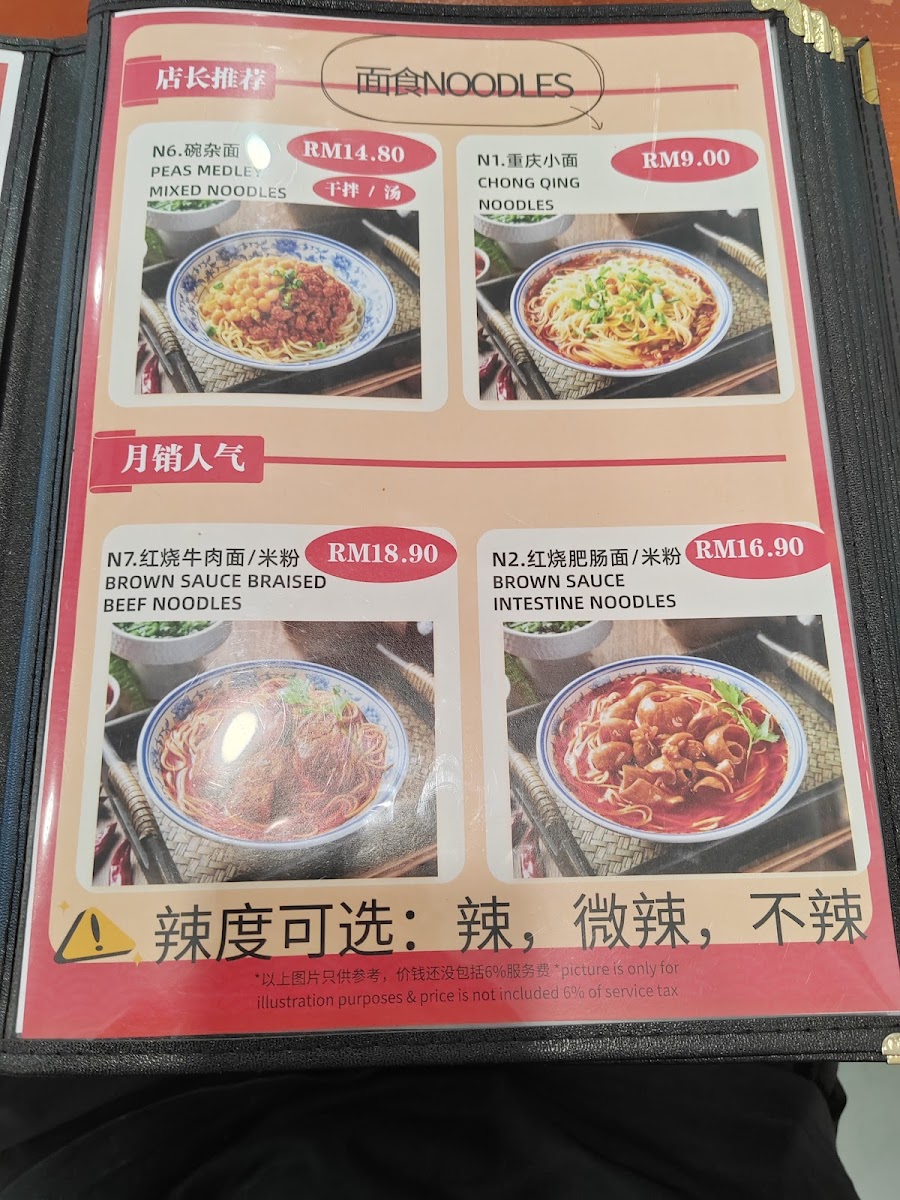 店长推荐
面食NOODLES
N6.碗杂面
PEAS MEDLEY
MIXED NOODLES
RM14.80
干拌 / 汤
N1.重庆小面
CHONG QING
NOODLES
RM9.00
月销人气
N7.红烧牛肉面/米粉
BROWN SAUCE BRAISED
BEEF NOODLES
RM18.90
N2.红烧肥肠面/米粉
BROWN SAUCE
INTESTINE NOODLES
RM16.90
辣度可选：辣，微辣，不辣
*以上图片只供参考，价钱还没包括6%服务费 *picture is only for
illustration purposes & price is not included 6% of service tax